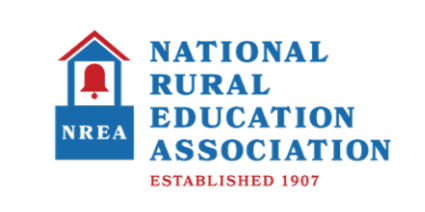 NREA
NATIONAL
RURAL
EDUCATION
ASSOCIATION
ESTABLISHED 1907